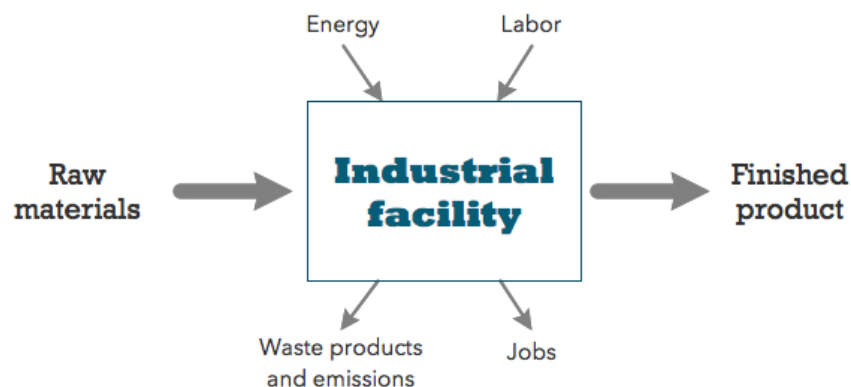 Energy
Labor
Raw
materials
Industrial
facility
Finished
product
Waste products
and emissions
Jobs